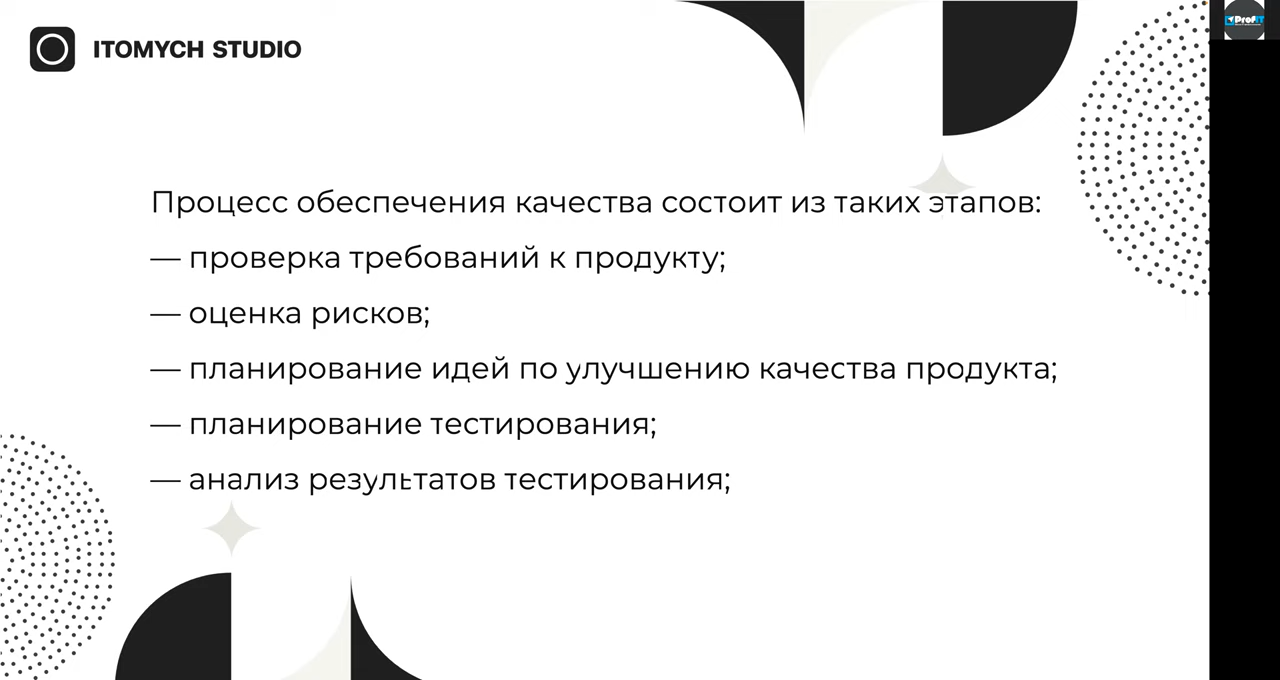 ITOMYCH STUDIO
ProfIT
Процесс обеспечения качества состоит из таких этапов:
— проверка требований к продукту;
— оценка рисков;
— планирование идей по улучшению качества продукта;
— планирование тестирования;
— анализ результатов тестирования;